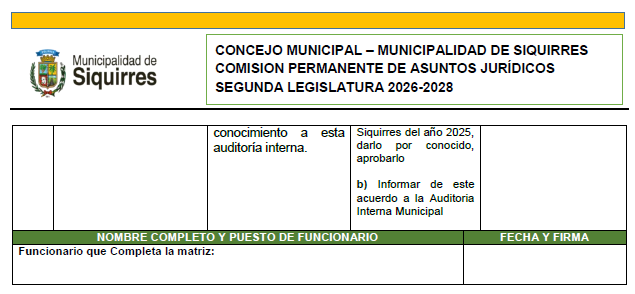 Municipalidad de
Siquirres
CONCEJO MUNICIPAL – MUNICIPALIDAD DE SIQUIRRES
COMISION PERMANENTE DE ASUNTOS JURÍDICOS
SEGUNDA LEGISLATURA 2026-2028
conocimiento a esta
auditoría interna.
Siquirres del año 2025,
darlo por conocido,
aprobarlo
b) Informar de este
acuerdo a la Auditoria
Interna Municipal
NOMBRE COMPLETO Y PUESTO DE FUNCIONARIO
FECHA Y FIRMA
Funcionario que Completa la matriz: